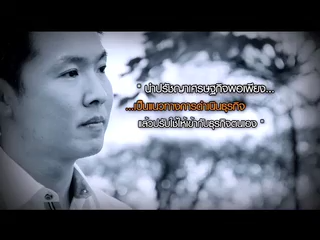 " นำปรัชญาเศรษฐกิจพอเพียง...
...เป็นแนวทางการดำเนินธุรกิจ
แล้วปรับใช้ให้เข้ากับธุรกิจตนเอง "